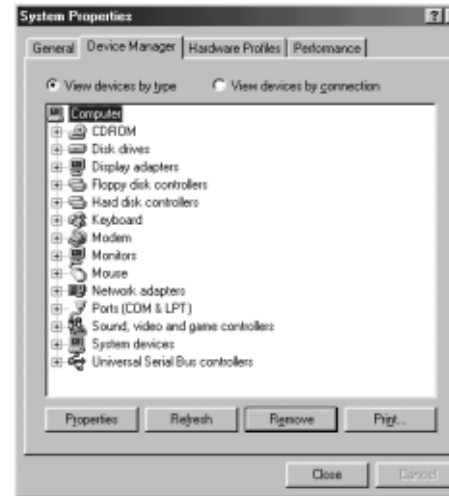 System Properties
?
General Device Manager Hardware Profiles Performance
View devices by type View devices by connection
Computer
CDROM
Disk drives
Display adapters
Floppy disk controllers
Hard disk controllers
Keyboard
Modem
Monitors
Mouse
Network adapters
Ports (COM & LPT)
Sound, video and game controllers
System devices
Universal Serial Bus controllers
Properties Refresh Remove Print...
Close Cancel